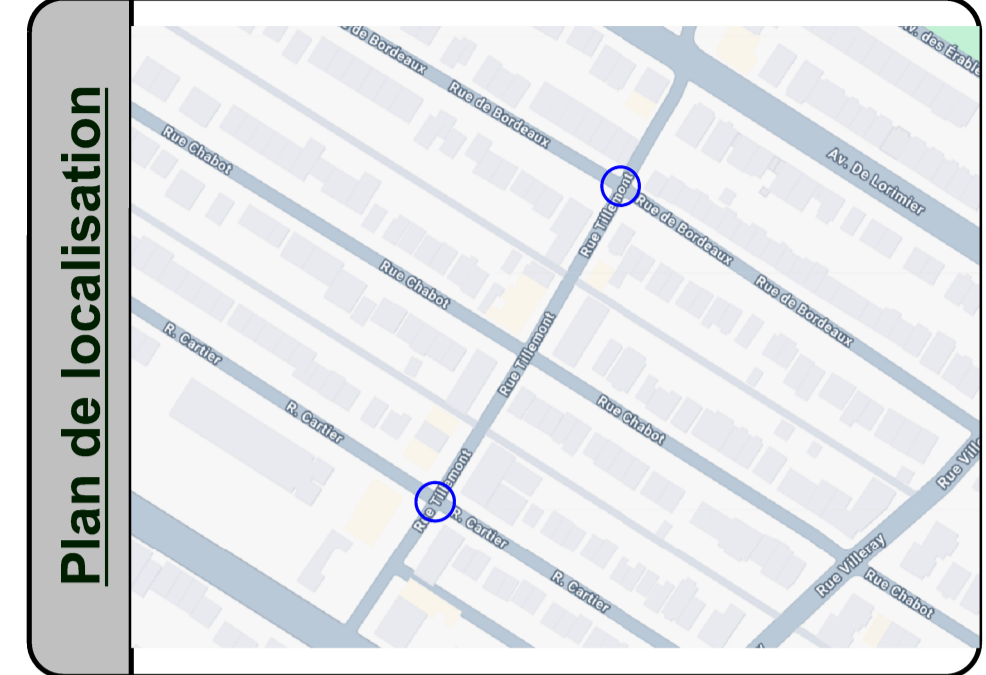 Plan de localisation
de Bordeaux
Rue de Bordeaux
Av. des Érable
Rue Chabot
Av. De Lorimier
Rue Tillemont
Rue de Bordeaux
Rue Chabot
Rue de Bordeaux
R. Cartier
Rue Tillemont
R. Cartier
Rue Chabot
Rue Ville
Rue Tillemont
R. Cartier
Rue Villeray
R. Cartier
Rue Chabot